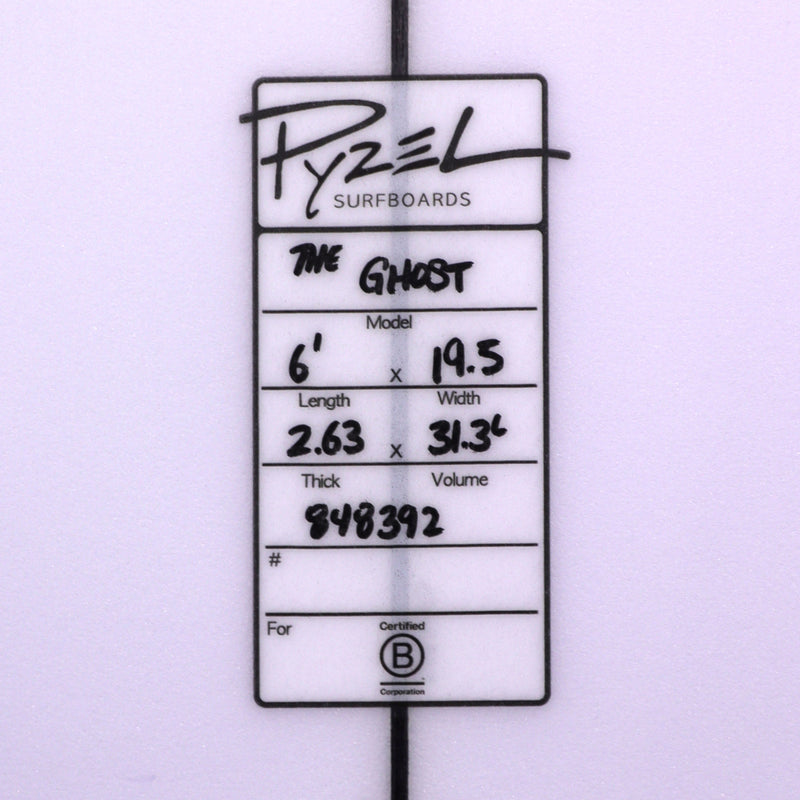 PYZEL
SURFBOARDS
THE GHOST
Model
6' x 19.5
Length Width
2.63 x 31.3L
Thick Volume
848392
#
For
Certified
B
Corporation